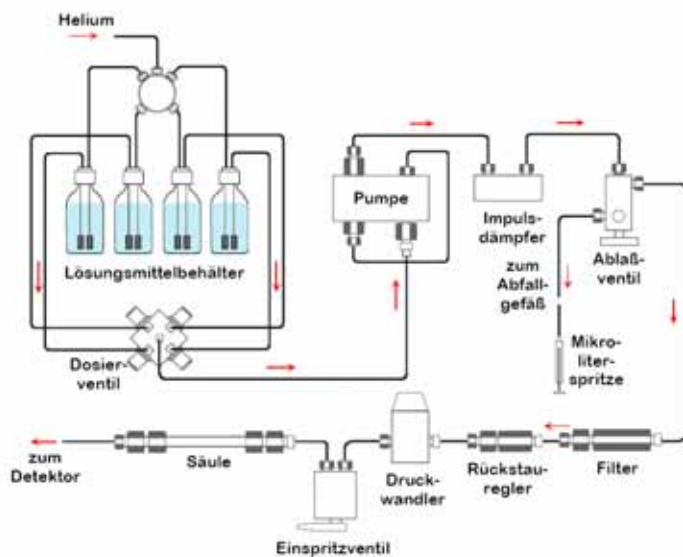 Helium
Lösungsmittelbehälter
Dosier-
ventil
Pumpe
Impuls-
dämpfer
Ablaß-
ventil
zum
Abfall-
gefäß
Mikro-
liter-
spritze
zum
Detektor
Säule
Einspritzventil
Druck-
wandler
Rückstau-
regler
Filter